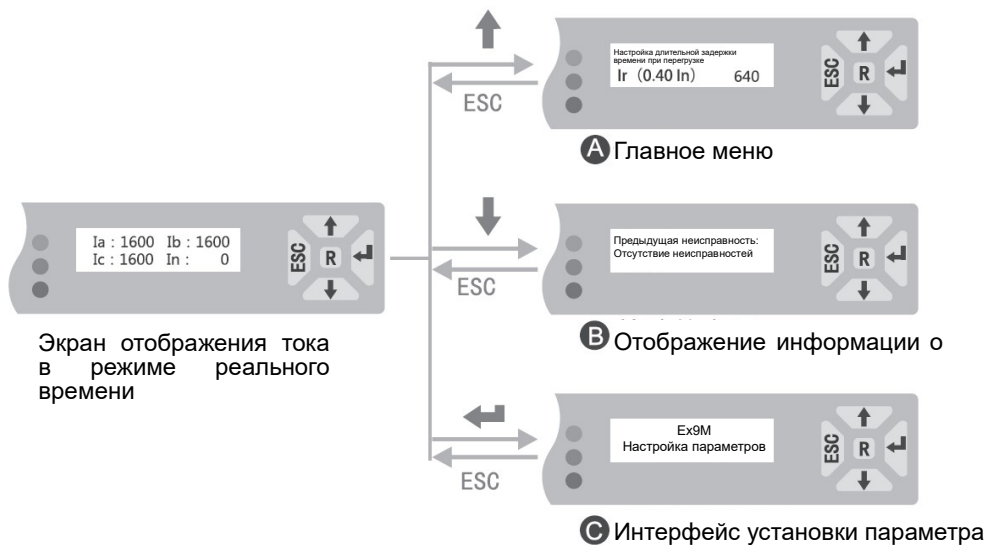 Настройка длительной задержки
времени при перегрузке
Ir (0.40 In) 640
ESC
R
ESC
A Главное меню
Ia : 1600 Ib : 1600
Ic : 1600 In : 0
ESC
R
Экран отображения тока
в режиме реального
времени
Предыдущая неисправность:
Отсутствие неисправностей
ESC
R
ESC
B Отображение информации о
Ex9M
Настройка параметров
ESC
R
ESC
C Интерфейс установки параметра